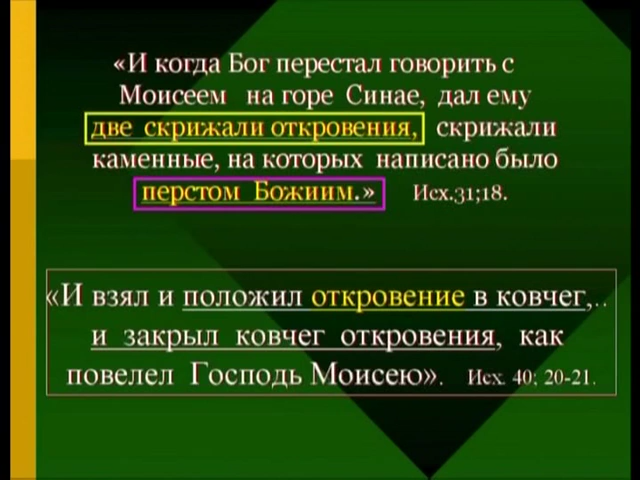 «И когда Бог перестал говорить с
Моисеем на горе Синае, дал ему
две скрижали откровения, скрижали
каменные, на которых написано было
перстом Божиим.» Исх.31;18.
«И взял и положил откровение в ковчег,..
и закрыл ковчег откровения, как
повелел Господь Моисею». Исх. 40; 20-21.